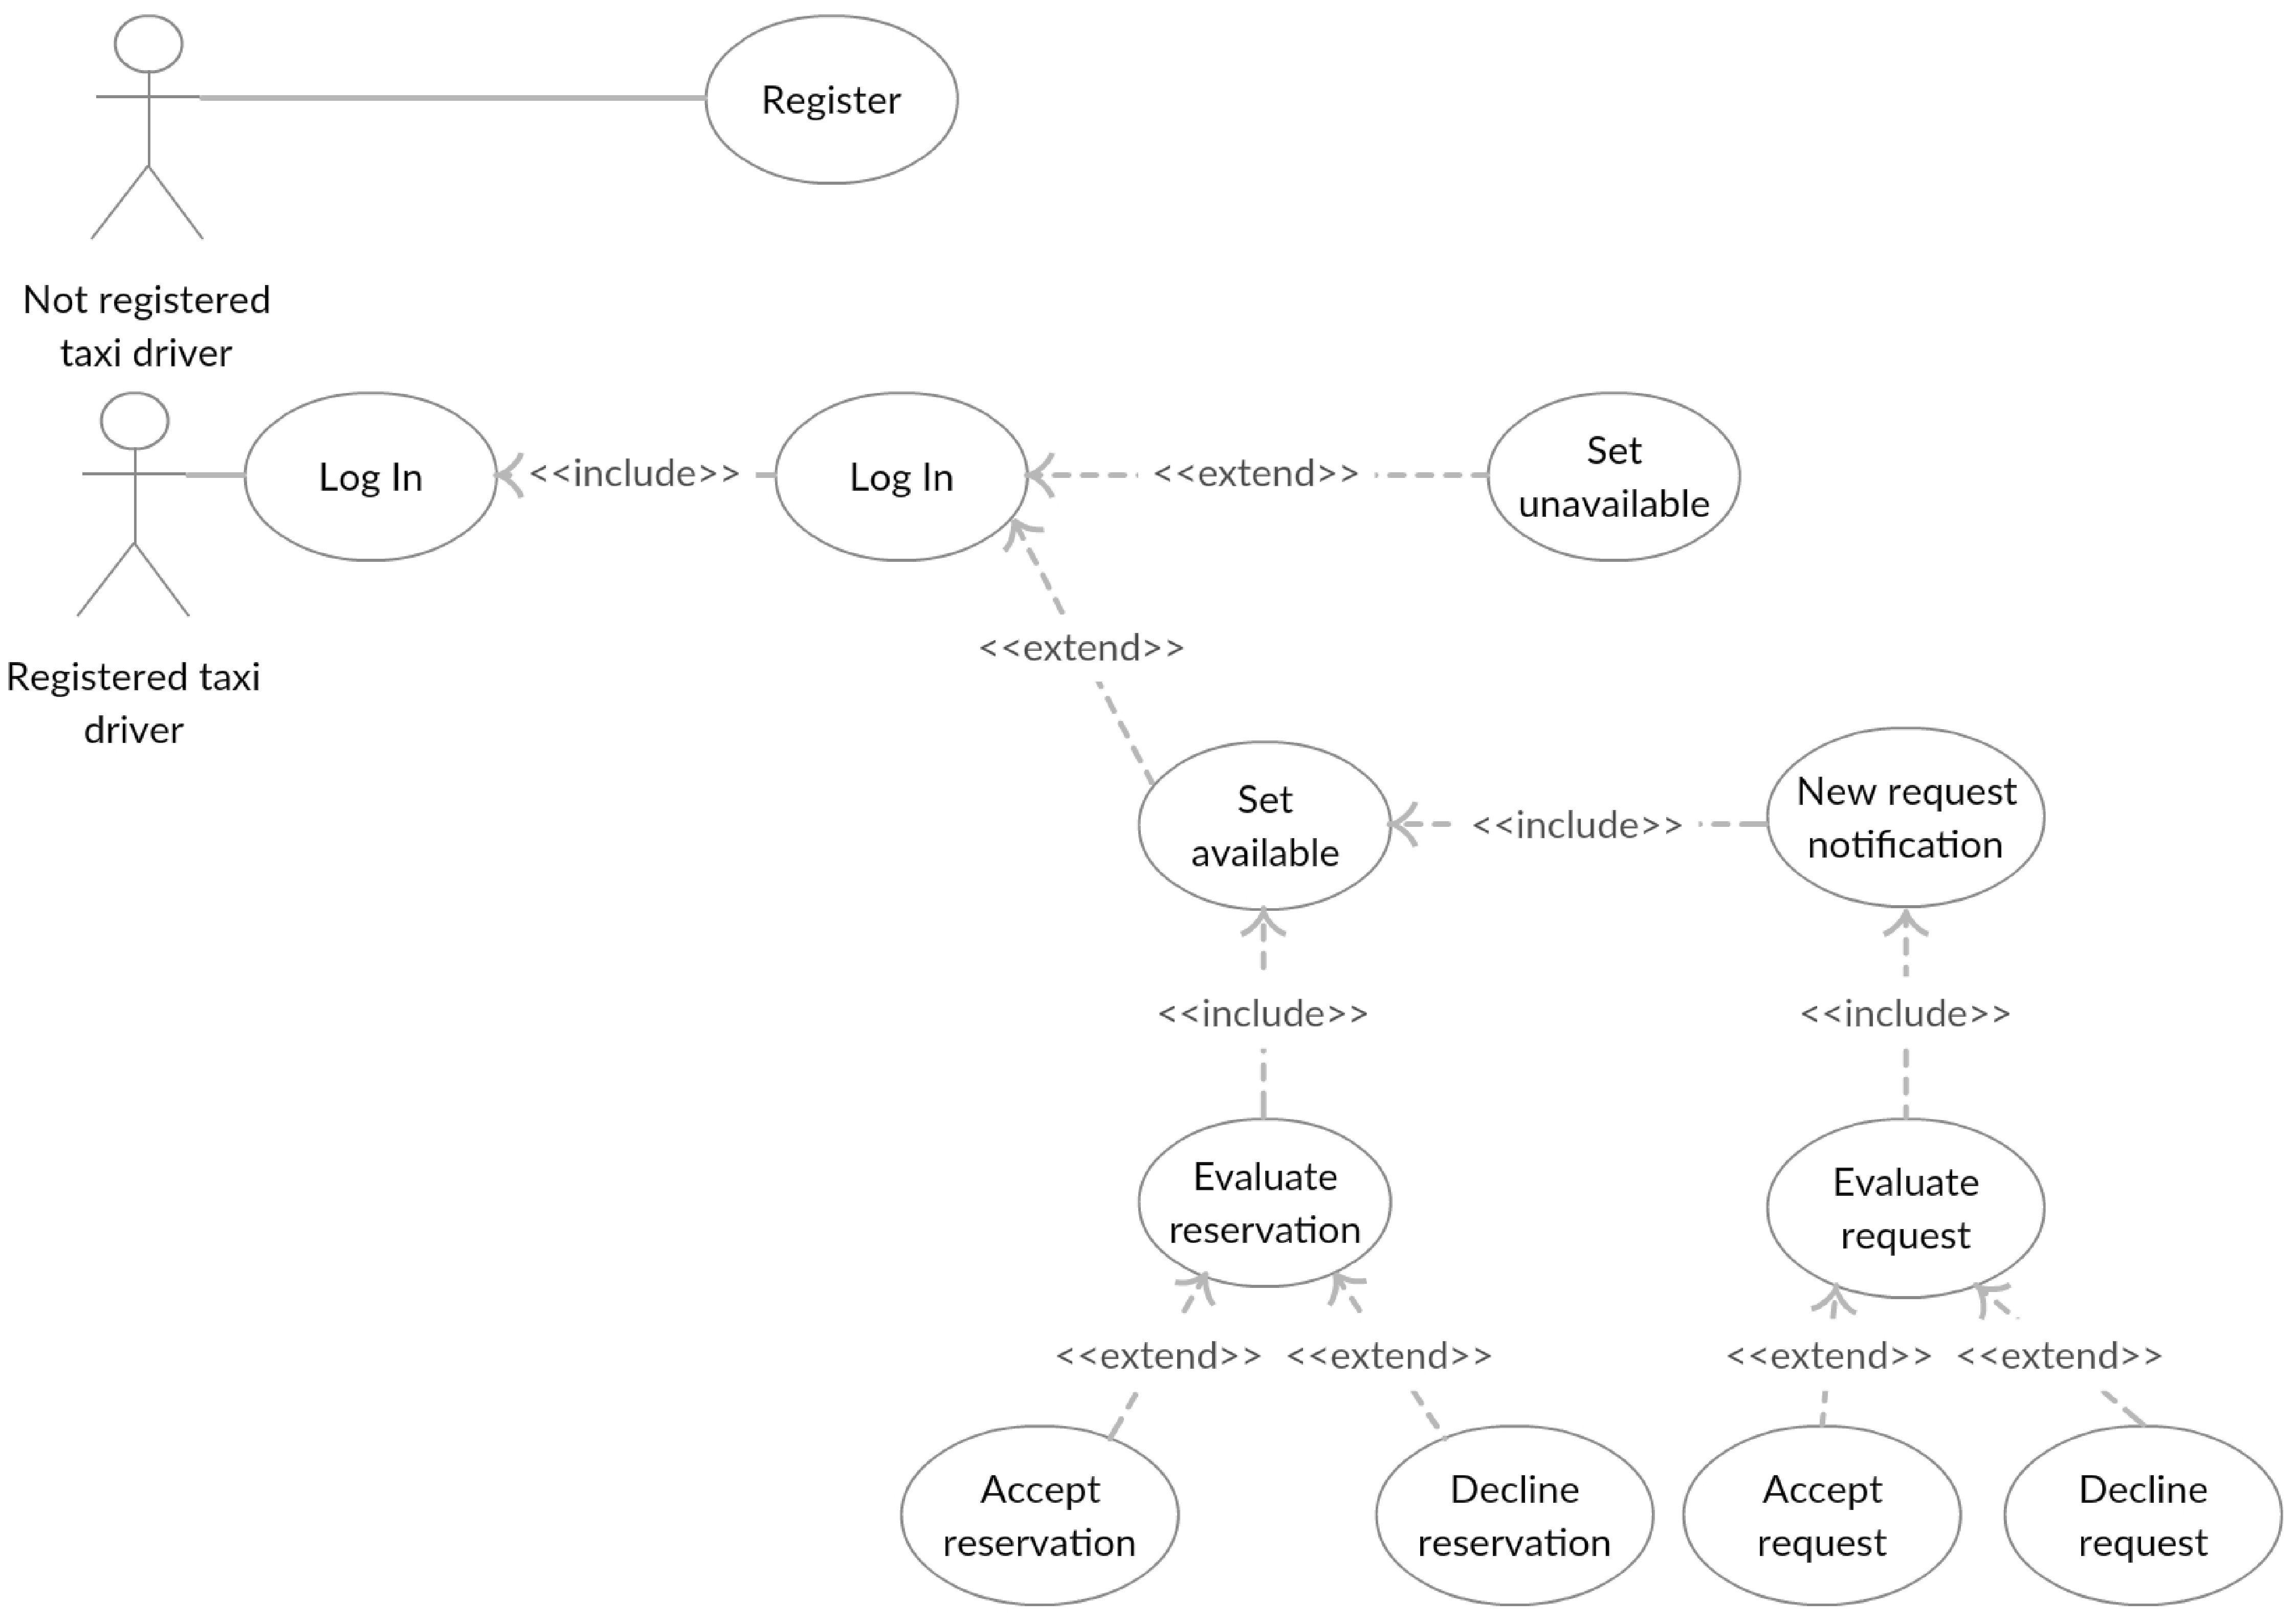 Register
Not registered
taxi driver
Log In
<<include>>
Log In
<<extend>>
Set
unavailable
Registered taxi
driver
<<extend>>
Set
available
<<include>>
New request
notification
<<include>>
<<include>>
Evaluate
reservation
Evaluate
request
<<extend>>
<<extend>>
<<extend>>
<<extend>>
Accept
reservation
Decline
reservation
Accept
request
Decline
request